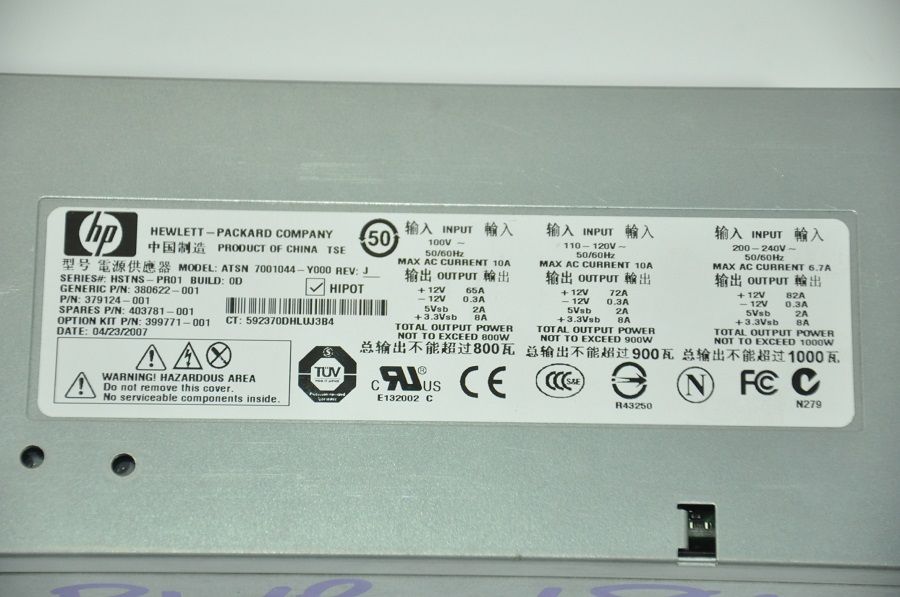 hp
HEWLETT-PACKARD COMPANY
中国制造 PRODUCT OF CHINA TSE
50
型号 電源供應器 MODEL: ATSN 7001044-Y000 REV: J
SERIES#: HSTNS-PR01 BUILD: 0D
GENERIC P/N: 380622-001
P/N: 379124-001
SPARES P/N: 403781-001
OPTION KIT P/N: 399771-001
DATE: 04/23/2007
HIPOT
CT: 592370DHLUJ3B4
WARNING! HAZARDOUS AREA
Do not remove this cover.
No serviceable components inside.
输入 INPUT 輸入
100V ~
50/60Hz
MAX AC CURRENT 10A
输出 OUTPUT 輸出
+12V 65A
-12V 0.3A
5Vsb 2A
+3.3Vsb 8A
TOTAL OUTPUT POWER
NOT TO EXCEED 800W
总输出不能超过800瓦
输入 INPUT 輸入
110-120V~
50/60Hz
MAX AC CURRENT 10A
输出 OUTPUT 輸出
+12V 72A
-12V 0.3A
5Vsb 2A
+3.3Vsb 8A
TOTAL OUTPUT POWER
NOT TO EXCEED 900W
总输出不能超过900瓦
输入 INPUT 輸入
200-240V~
50/60Hz
MAX AC CURRENT 6.7A
输出 OUTPUT 輸出
+12V 82A
-12V 0.3A
5Vsb 2A
+3.3Vsb 8A
TOTAL OUTPUT POWER
NOT TO EXCEED 1000W
总输出不能超过1000瓦
TÜV
c RU ® US
E132002 C
CE
CCC S&E
R43250
N
FC
N279